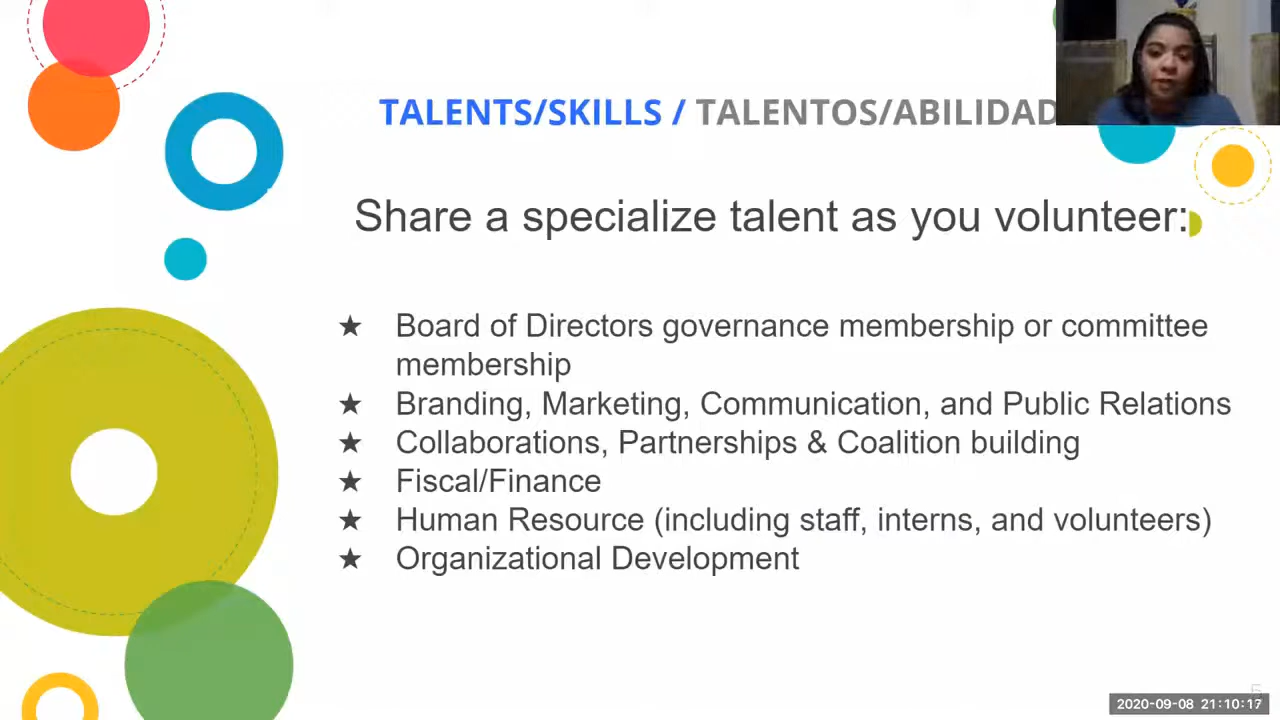 TALENTS/SKILLS / TALENTOS/ABILIDAD
Share a specialize talent as you volunteer:
★ Board of Directors governance membership or committee
membership
★ Branding, Marketing, Communication, and Public Relations
★ Collaborations, Partnerships & Coalition building
★ Fiscal/Finance
★ Human Resource (including staff, interns, and volunteers)
★ Organizational Development
5
2020-09-08 21:10:17